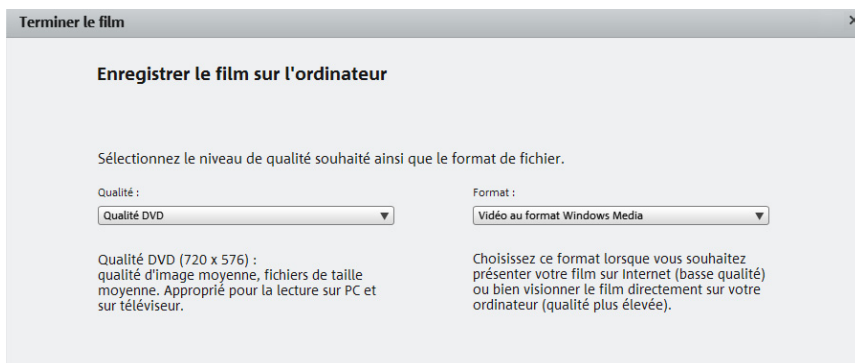 Terminer le film
Enregistrer le film sur l'ordinateur
Sélectionnez le niveau de qualité souhaité ainsi que le format de fichier.
Qualité :
Qualité DVD
Qualité DVD (720 x 576) :
qualité d'image moyenne, fichiers de taille
moyenne. Approprié pour la lecture sur PC et
sur téléviseur.
Format :
Vidéo au format Windows Media
Choisissez ce format lorsque vous souhaitez
présenter votre film sur Internet (basse qualité)
ou bien visionner le film directement sur votre
ordinateur (qualité plus élevée).